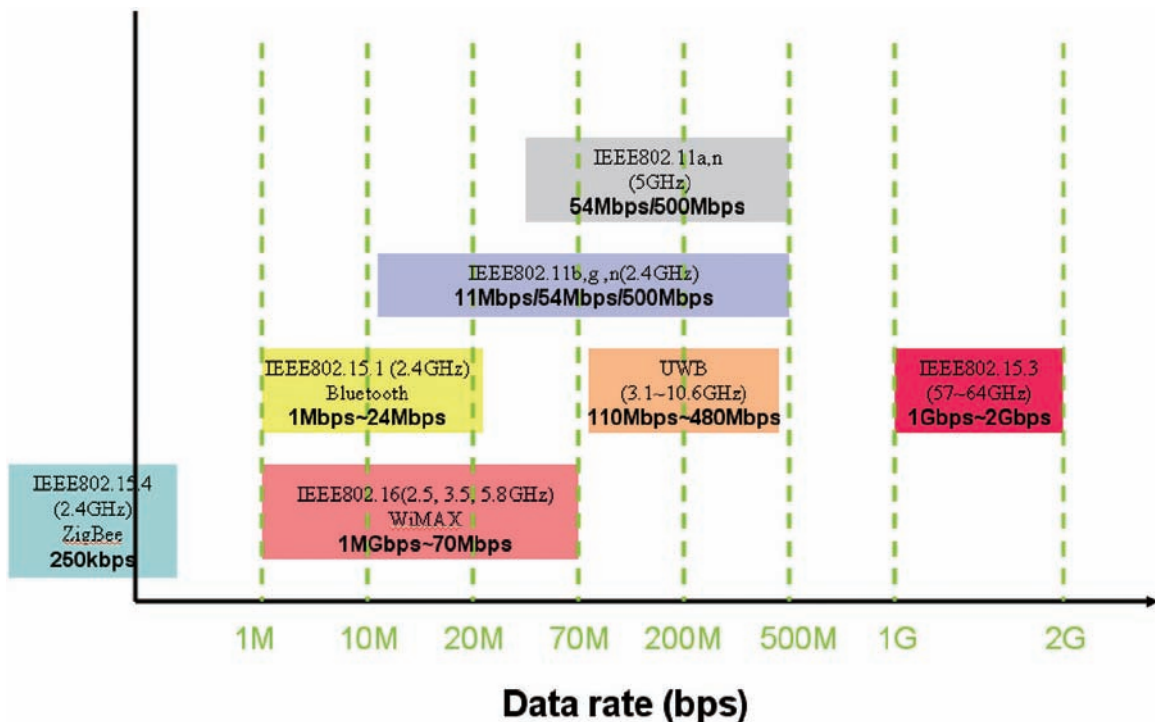 IEEE802.11a,n
(5GHz)
54Mbps/500Mbps
IEEE802.11b,g ,n(2.4GHz)
11Mbps/54Mbps/500Mbps
IEEE802.15.1 (2.4GHz)
Bluetooth
1Mbps~24Mbps
UWB
(3.1~10.6GHz)
110Mbps~480Mbps
IEEE802.15.3
(57~64GHz)
1Gbps~2Gbps
IEEE802.15.4
(2.4GHz)
ZigBee
250kbps
IEEE802.16(2.5, 3.5, 5.8GHz)
WiMAX
1MGbps~70Mbps
1M 10M 20M 70M 200M 500M 1G 2G
Data rate (bps)